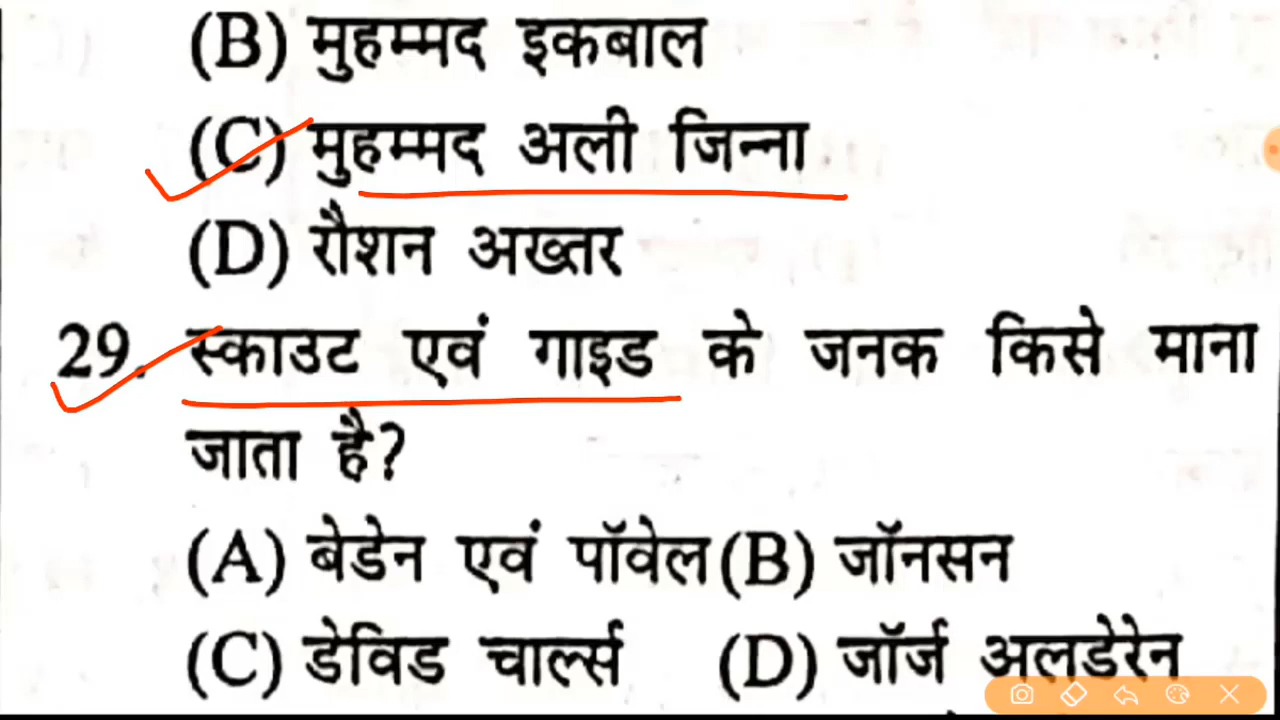 (B) मुहम्मद इकबाल
(C) मुहम्मद अली जिन्ना
(D) रौशन अख्तर
29. स्काउट एवं गाइड के जनक किसे माना
जाता है?
(A) बेडेन एवं पॉवेल (B) जॉनसन
(C) डेविड चार्ल्स (D) जॉर्ज अलडेरेन